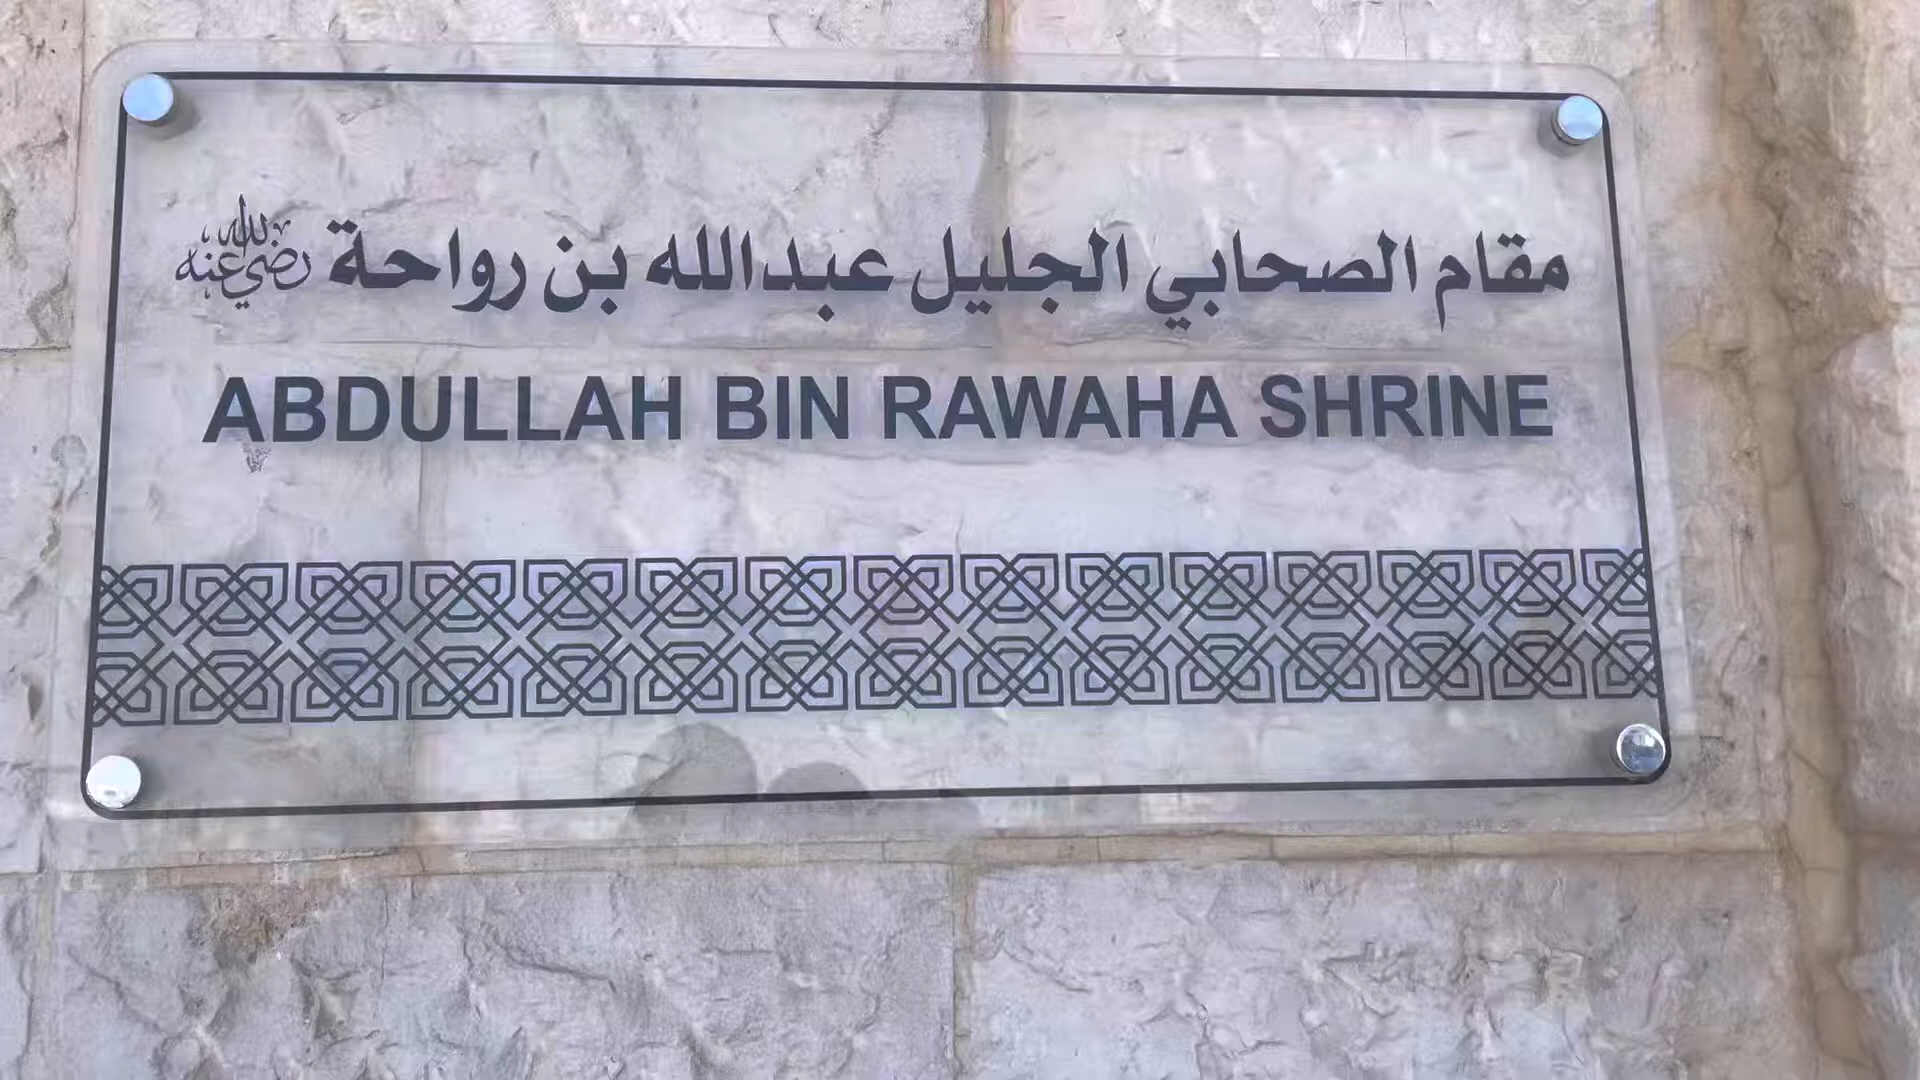 مقام الصحابي الجليل عبدالله بن رواحة رضي الله عنه
ABDULLAH BIN RAWAHA SHRINE